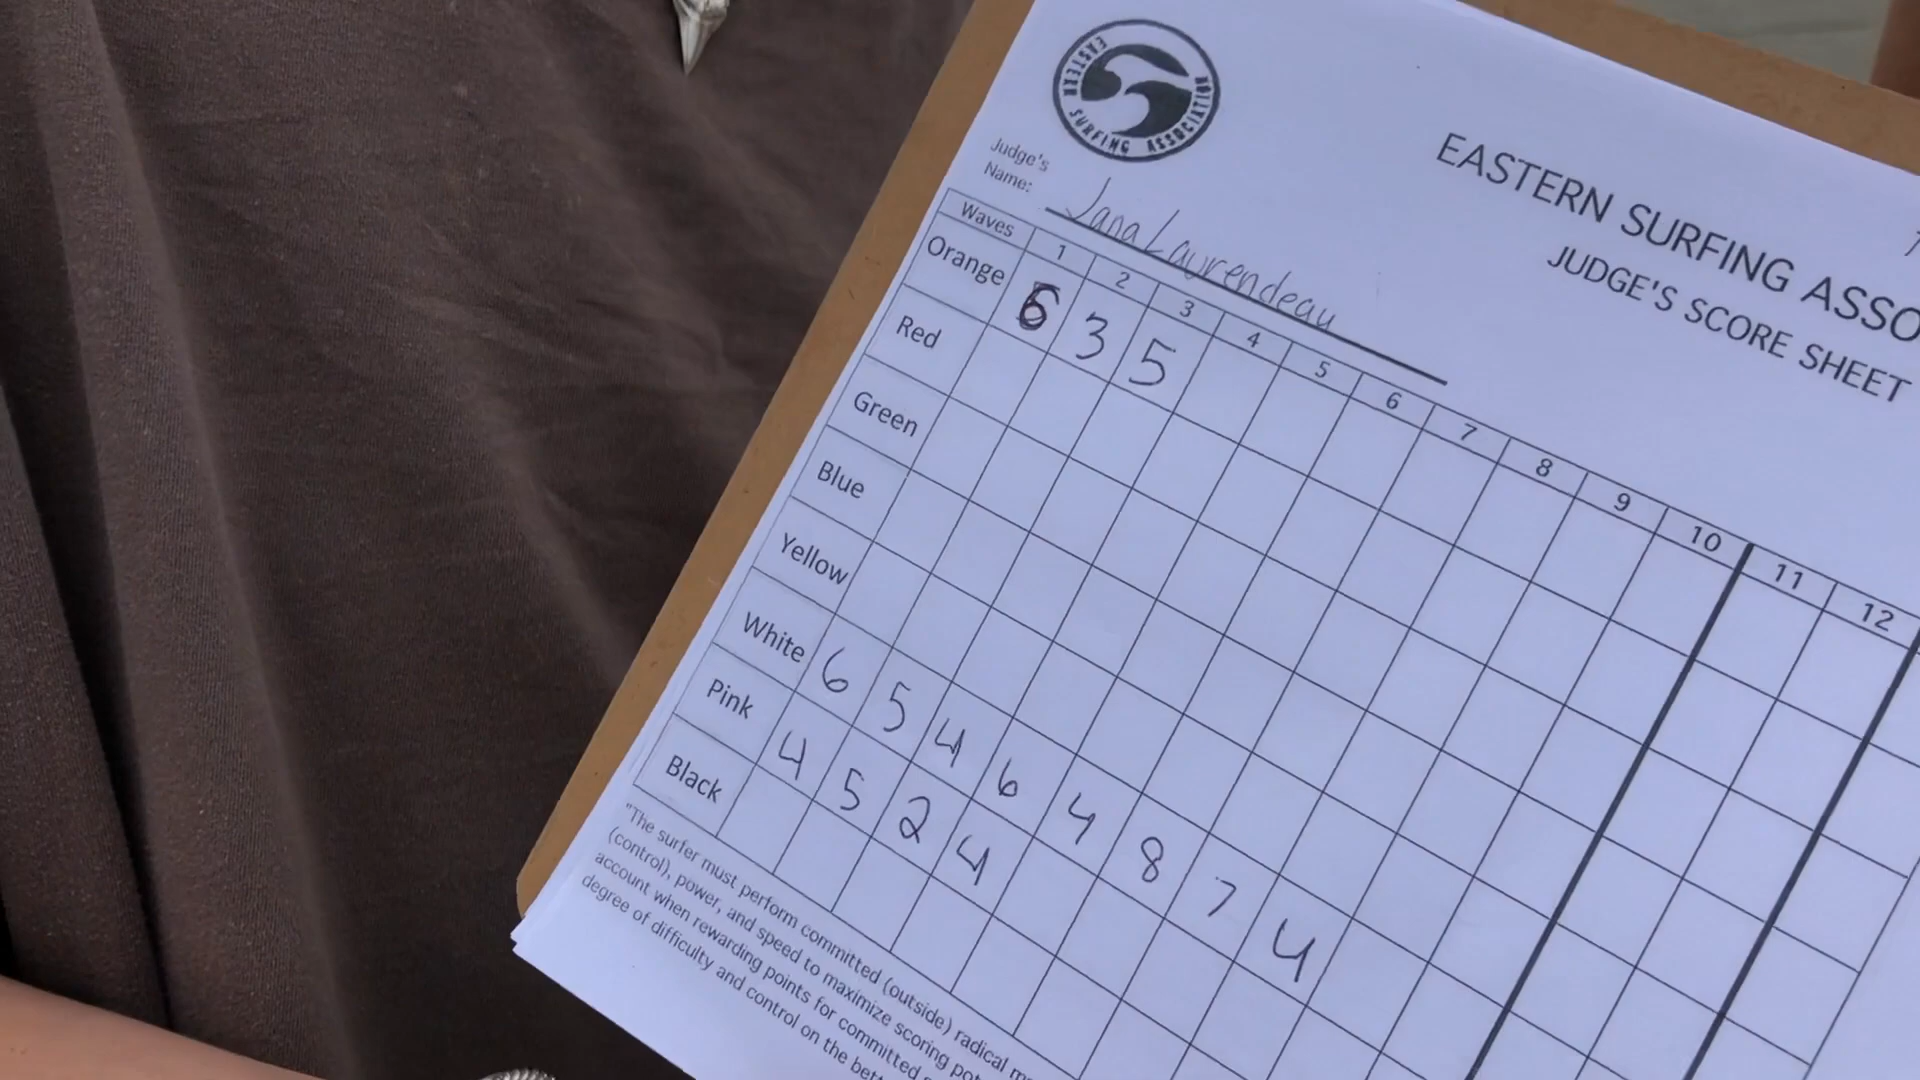 EASTERN SURFING ASSOCIATION
EASTERN SURFING ASSO
JUDGE'S SCORE SHEET
Judge's
Name: Jana Laurendeau
Waves 1 2 3 4 5 6 7 8 9 10 11 12
Orange 6 3 5
Red
Green
Blue
Yellow
White 6 5 4 6 4 8 7 4
Pink 4 5 2 4
Black
"The surfer must perform committed (outside) radical
(control), power, and speed to maximize scoring
account when rewarding points for committed
degree of difficulty and control on the